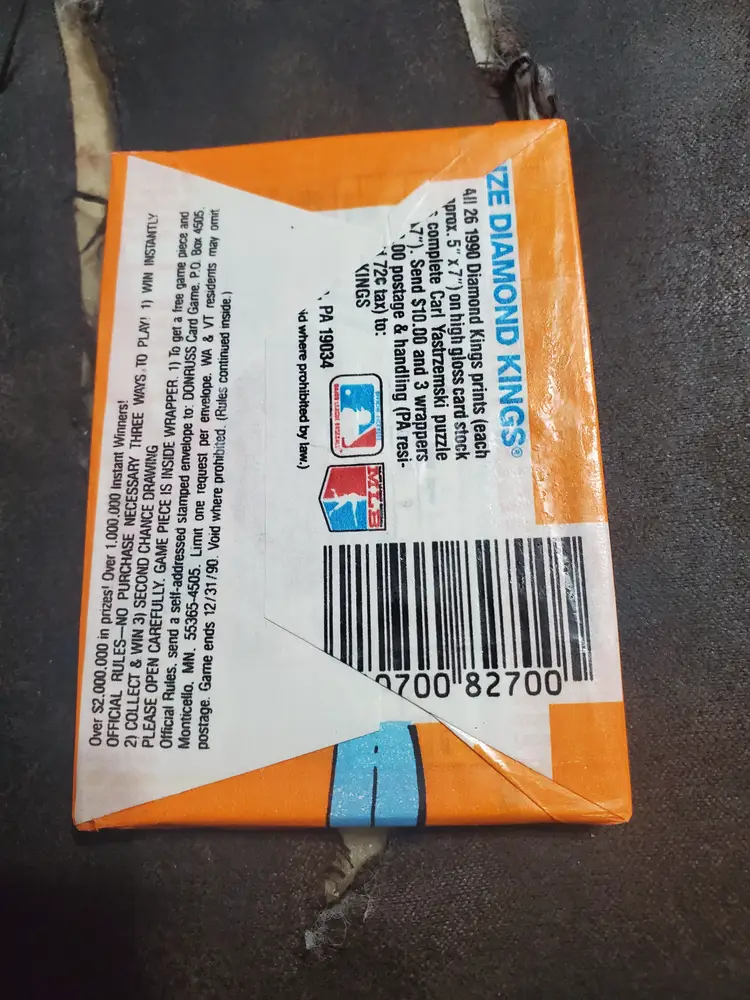 Over $2,000,000 in prizes! Over 1,000,000 Instant Winners!
OFFICIAL RULES—NO PURCHASE NECESSARY THREE WAYS TO PLAY! 1) WIN INSTANTLY
2) COLLECT & WIN 3) SECOND CHANCE DRAWING
PLEASE OPEN CAREFULLY. GAME PIECE IS INSIDE WRAPPER. 1) To get a free game piece and
Official Rules, send a self-addressed stamped envelope to: DONRUSS Card Game, P.O. Box 4505,
Monticello, MN. 55365-4505. Limit one request per envelope. WA & VT residents may omit
postage. Game ends 12/31/90. Void where prohibited. (Rules continued inside.)
ZE DIAMOND KINGS®
All 26 1990 Diamond Kings prints (each
prox. 5" x 7") on high gloss card stock
complete Carl Yastrzemski puzzle
7"). Send $10.00 and 3 wrappers
.00 postage & handling (PA resi-
72¢ tax) to:
KINGS
, PA 19034
id where prohibited by law.)
MAJOR LEAGUE BASEBALL
MLB
0700 82700